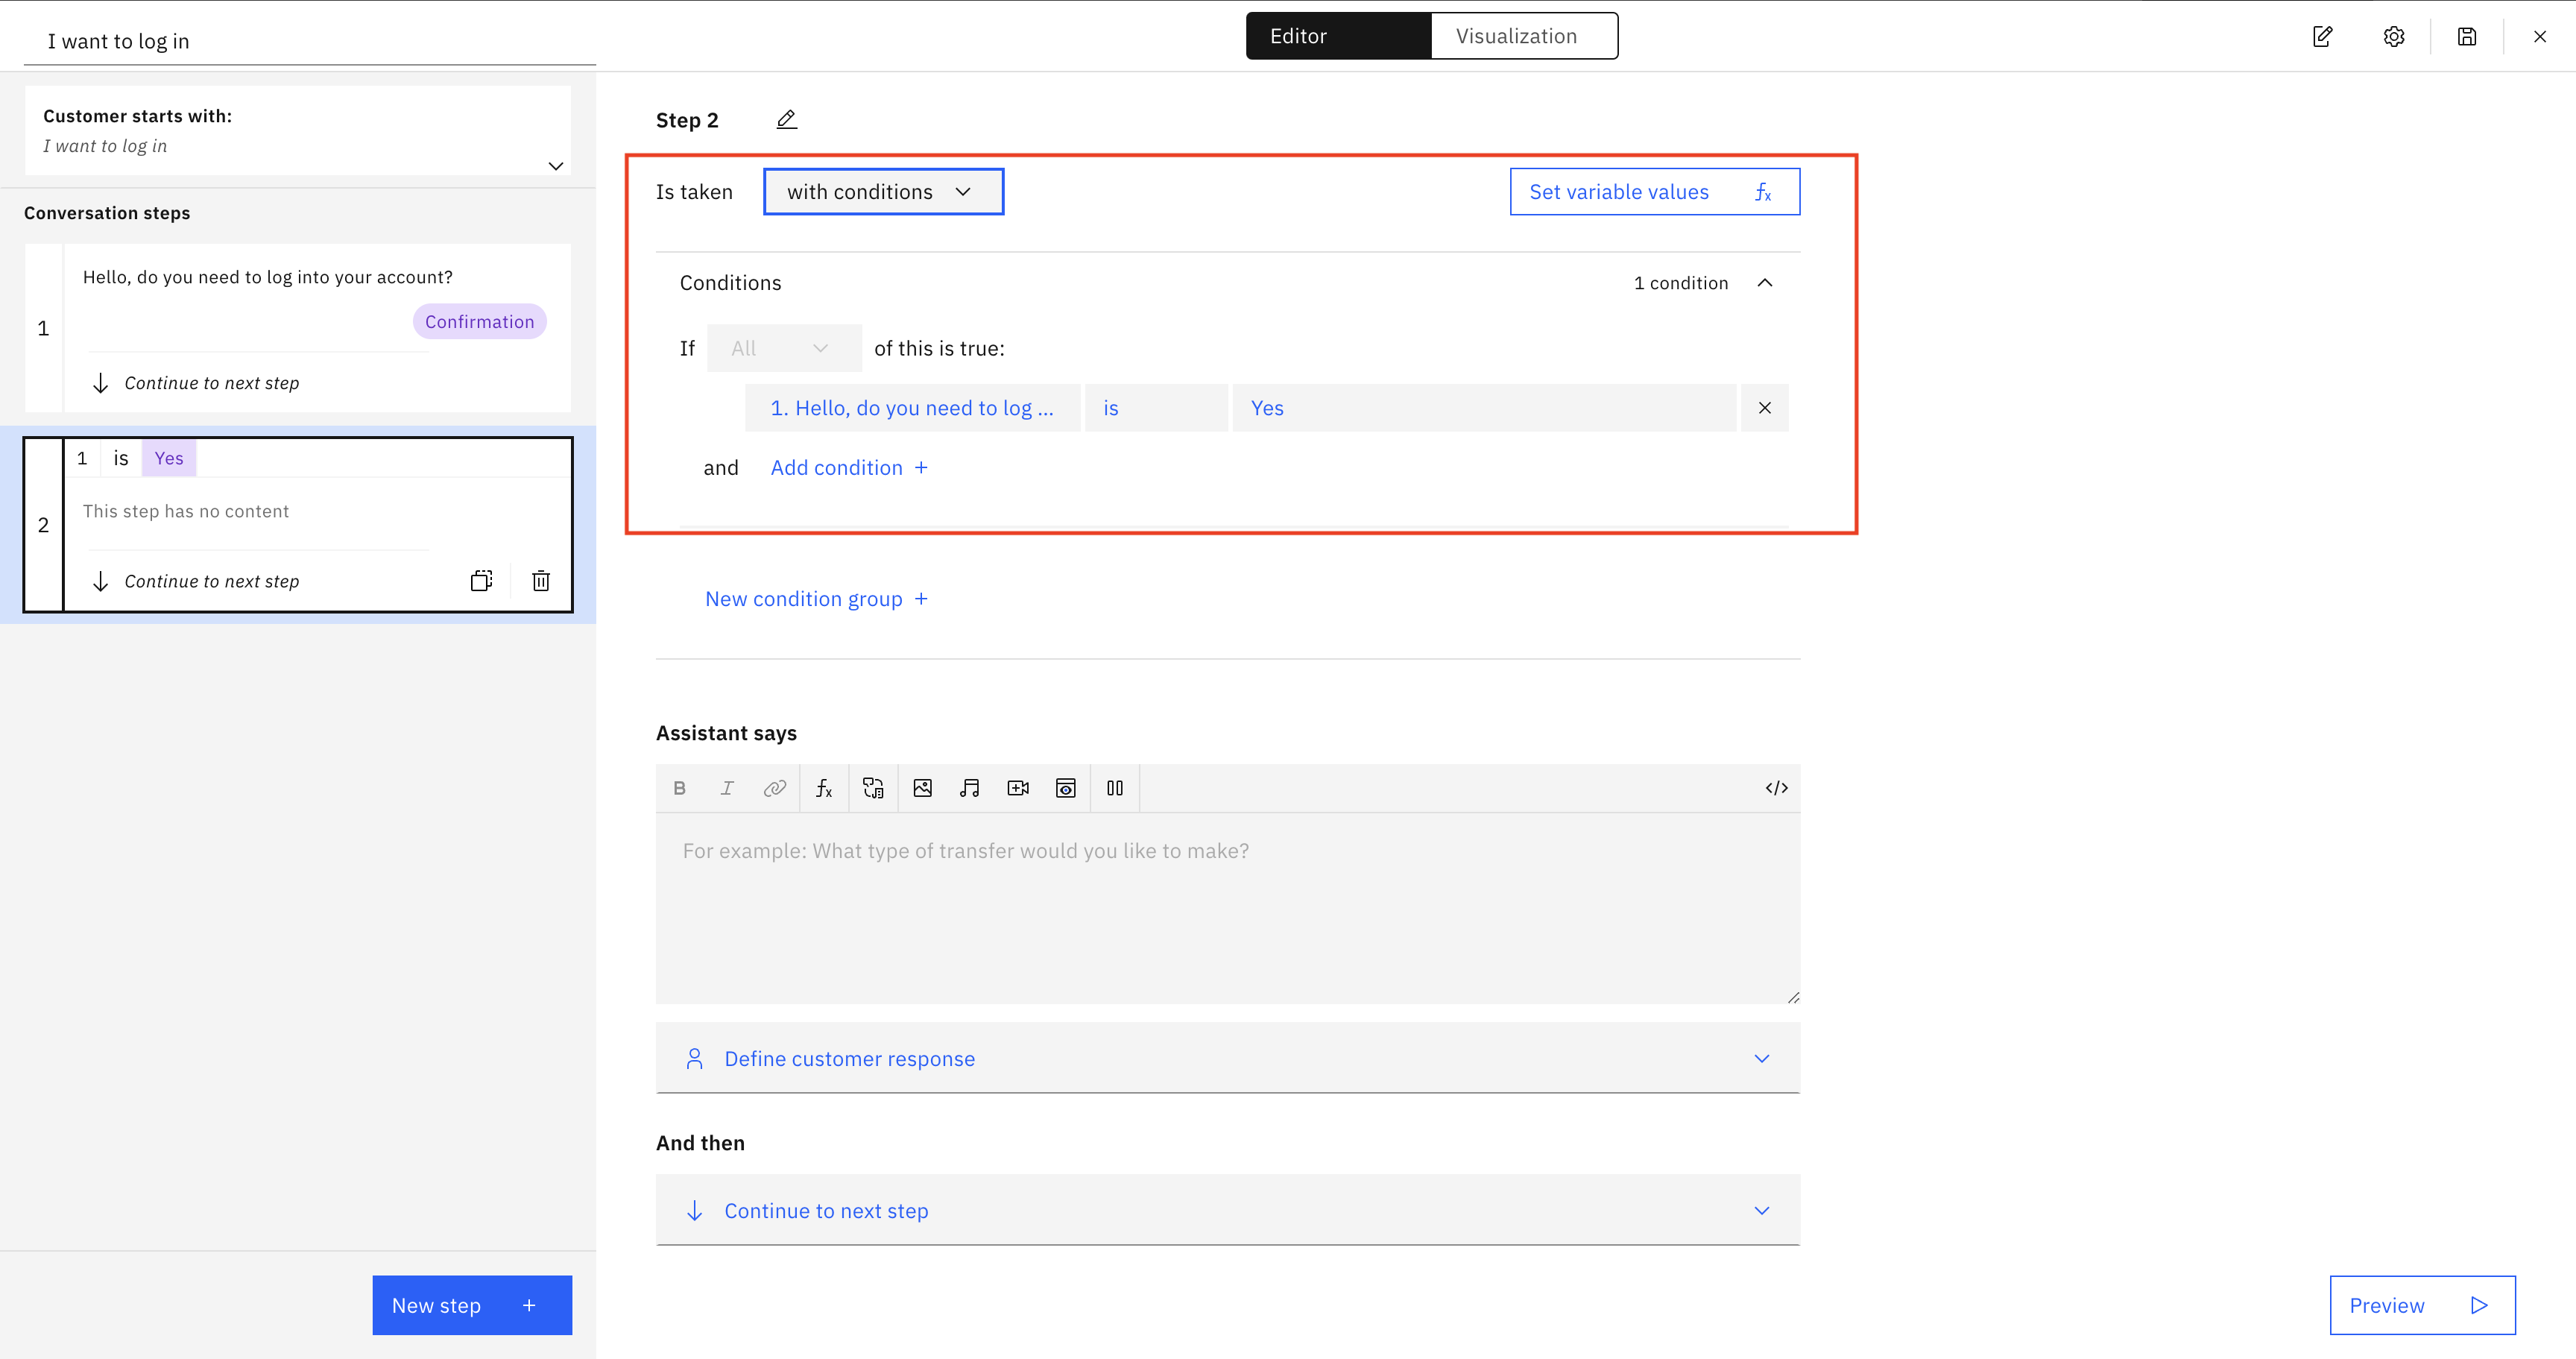 I want to log in
Editor
Visualization
Customer starts with:
I want to log in
Conversation steps
1
Hello, do you need to log into your account?
Confirmation
Continue to next step
2
1 is Yes
This step has no content
Continue to next step
New step +
Step 2
Is taken with conditions
Set variable values fx
Conditions
1 condition
If All of this is true:
1. Hello, do you need to log ... is Yes
and Add condition +
New condition group +
Assistant says
B I fx </>
For example: What type of transfer would you like to make?
Define customer response
And then
Continue to next step
Preview